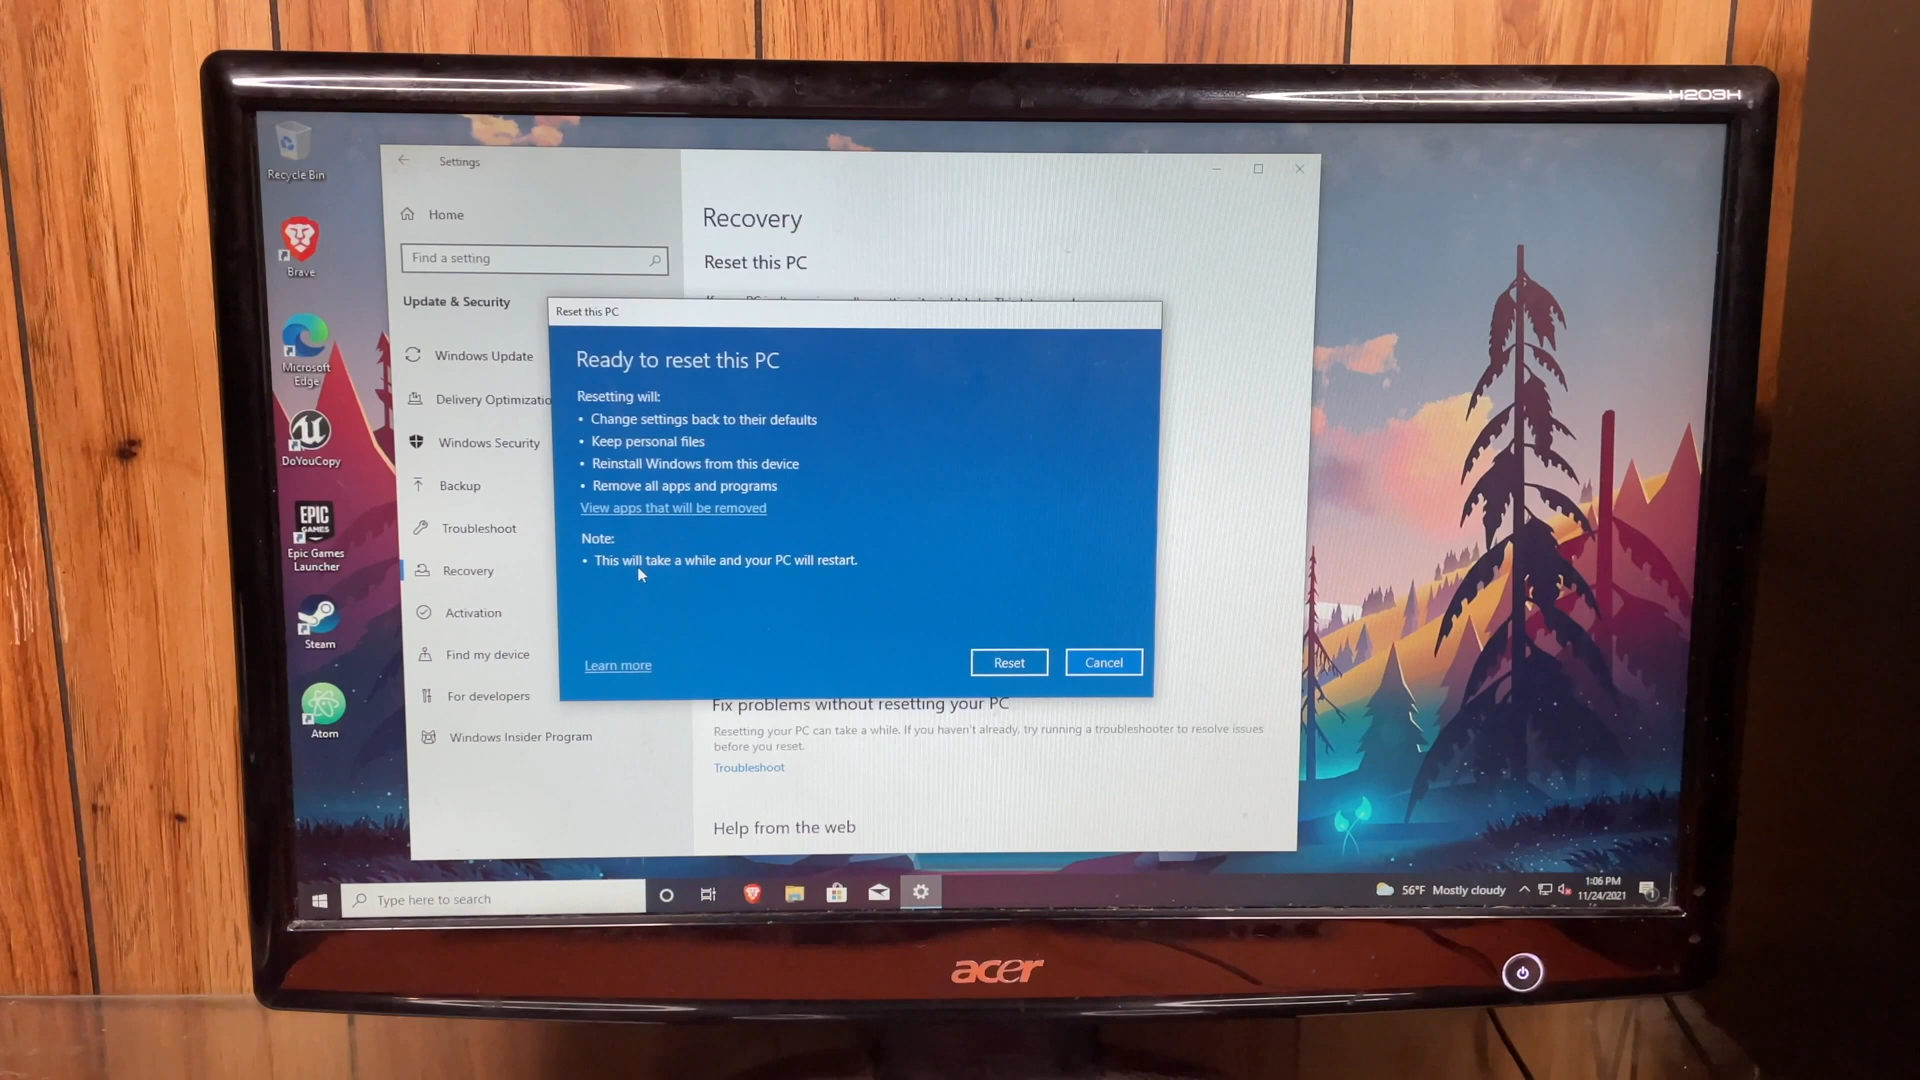 H203H
Recycle Bin
Brave
Microsoft
Edge
DoYouCopy
EPIC
GAMES
Epic Games
Launcher
Steam
Atom
Settings
Home
Find a setting
Update & Security
Windows Update
Delivery Optimizatio
Windows Security
Backup
Troubleshoot
Recovery
Activation
Find my device
For developers
Windows Insider Program
Recovery
Reset this PC
Reset this PC
Ready to reset this PC
Resetting will:
• Change settings back to their defaults
• Keep personal files
• Reinstall Windows from this device
• Remove all apps and programs
View apps that will be removed
Note:
• This will take a while and your PC will restart.
Learn more
Reset
Cancel
Fix problems without resetting your PC
Resetting your PC can take a while. If you haven't already, try running a troubleshooter to resolve issues
before you reset.
Troubleshoot
Help from the web
Type here to search
56°F Mostly cloudy
1:06 PM
11/24/2021
1
acer